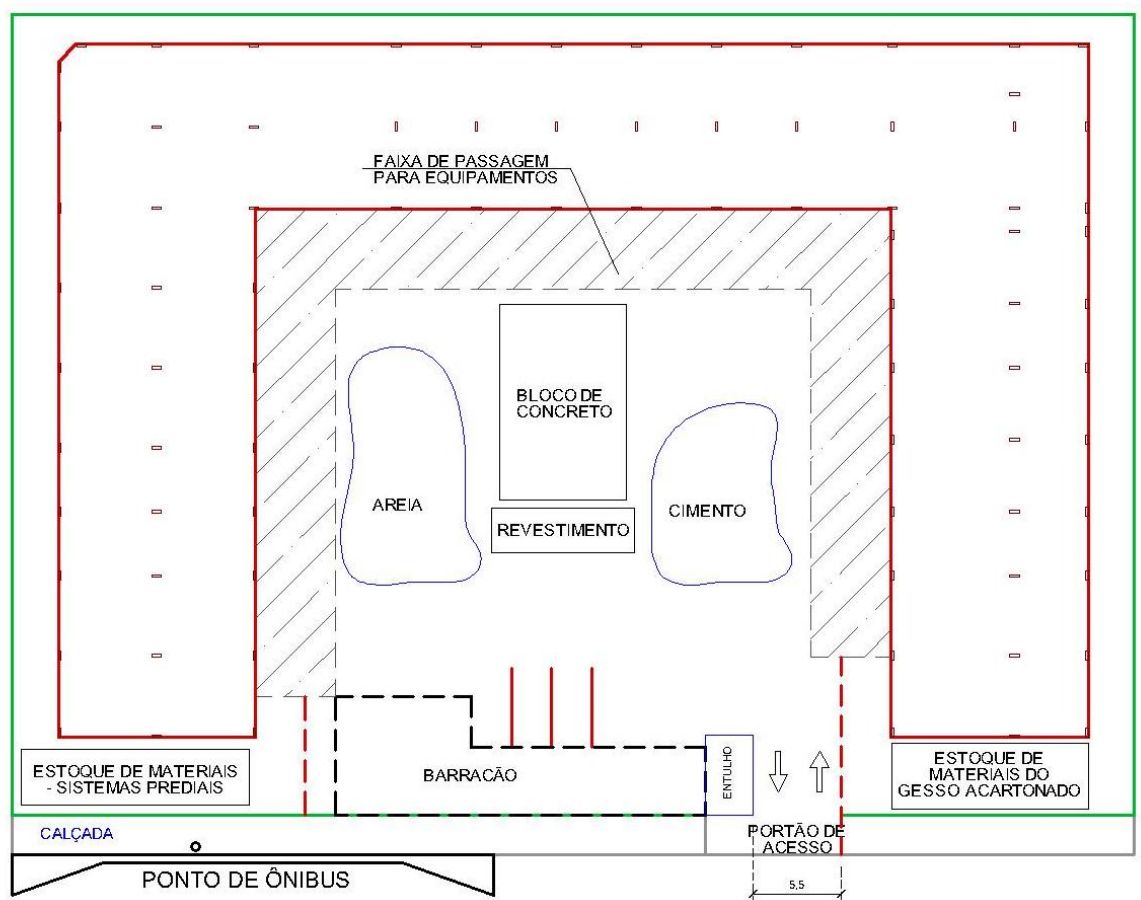 FAIXA DE PASSAGEM
PARA EQUIPAMENTOS
BLOCO DE
CONCRETO
AREIA
CIMENTO
REVESTIMENTO
ESTOQUE DE MATERIAIS
- SISTEMAS PREDIAIS
BARRACÃO
ENTULHO
ESTOQUE DE
MATERIAIS DO
GESSO ACARTONADO
CALÇADA
PORTÃO DE
ACESSO
PONTO DE ÔNIBUS
5,5